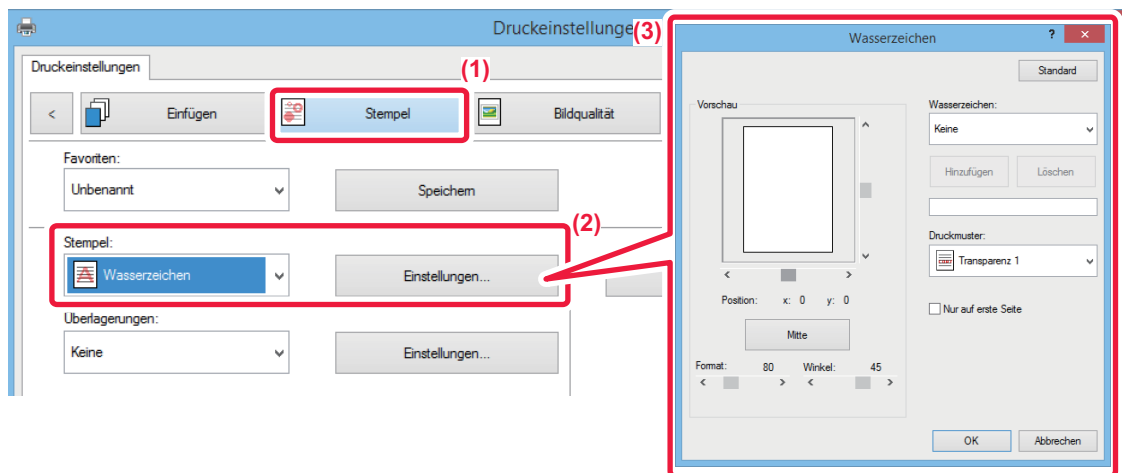 Druckeinstellunge
Druckeinstellungen
(1)
<
Einfügen
Stempel
Bildqualität
Favoriten:
Unbenannt
Speichern
(2)
Stempel:
Wasserzeichen
Einstellungen...
Überlagerungen:
Keine
Einstellungen...
(3)
Wasserzeichen
?
×
Standard
Vorschau
Wasserzeichen:
Keine
Hinzufügen
Löschen
Druckmuster:
Transparenz 1
Position: x: 0 y: 0
Nur auf erste Seite
Mitte
Format: 80 Winkel: 45
OK
Abbrechen